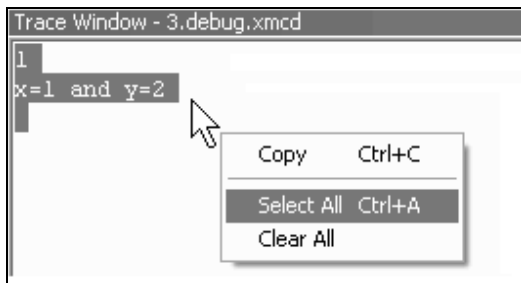 Trace Window - 3.debug.xmcd
1
x=1 and y=2
Copy Ctrl+C
Select All Ctrl+A
Clear All